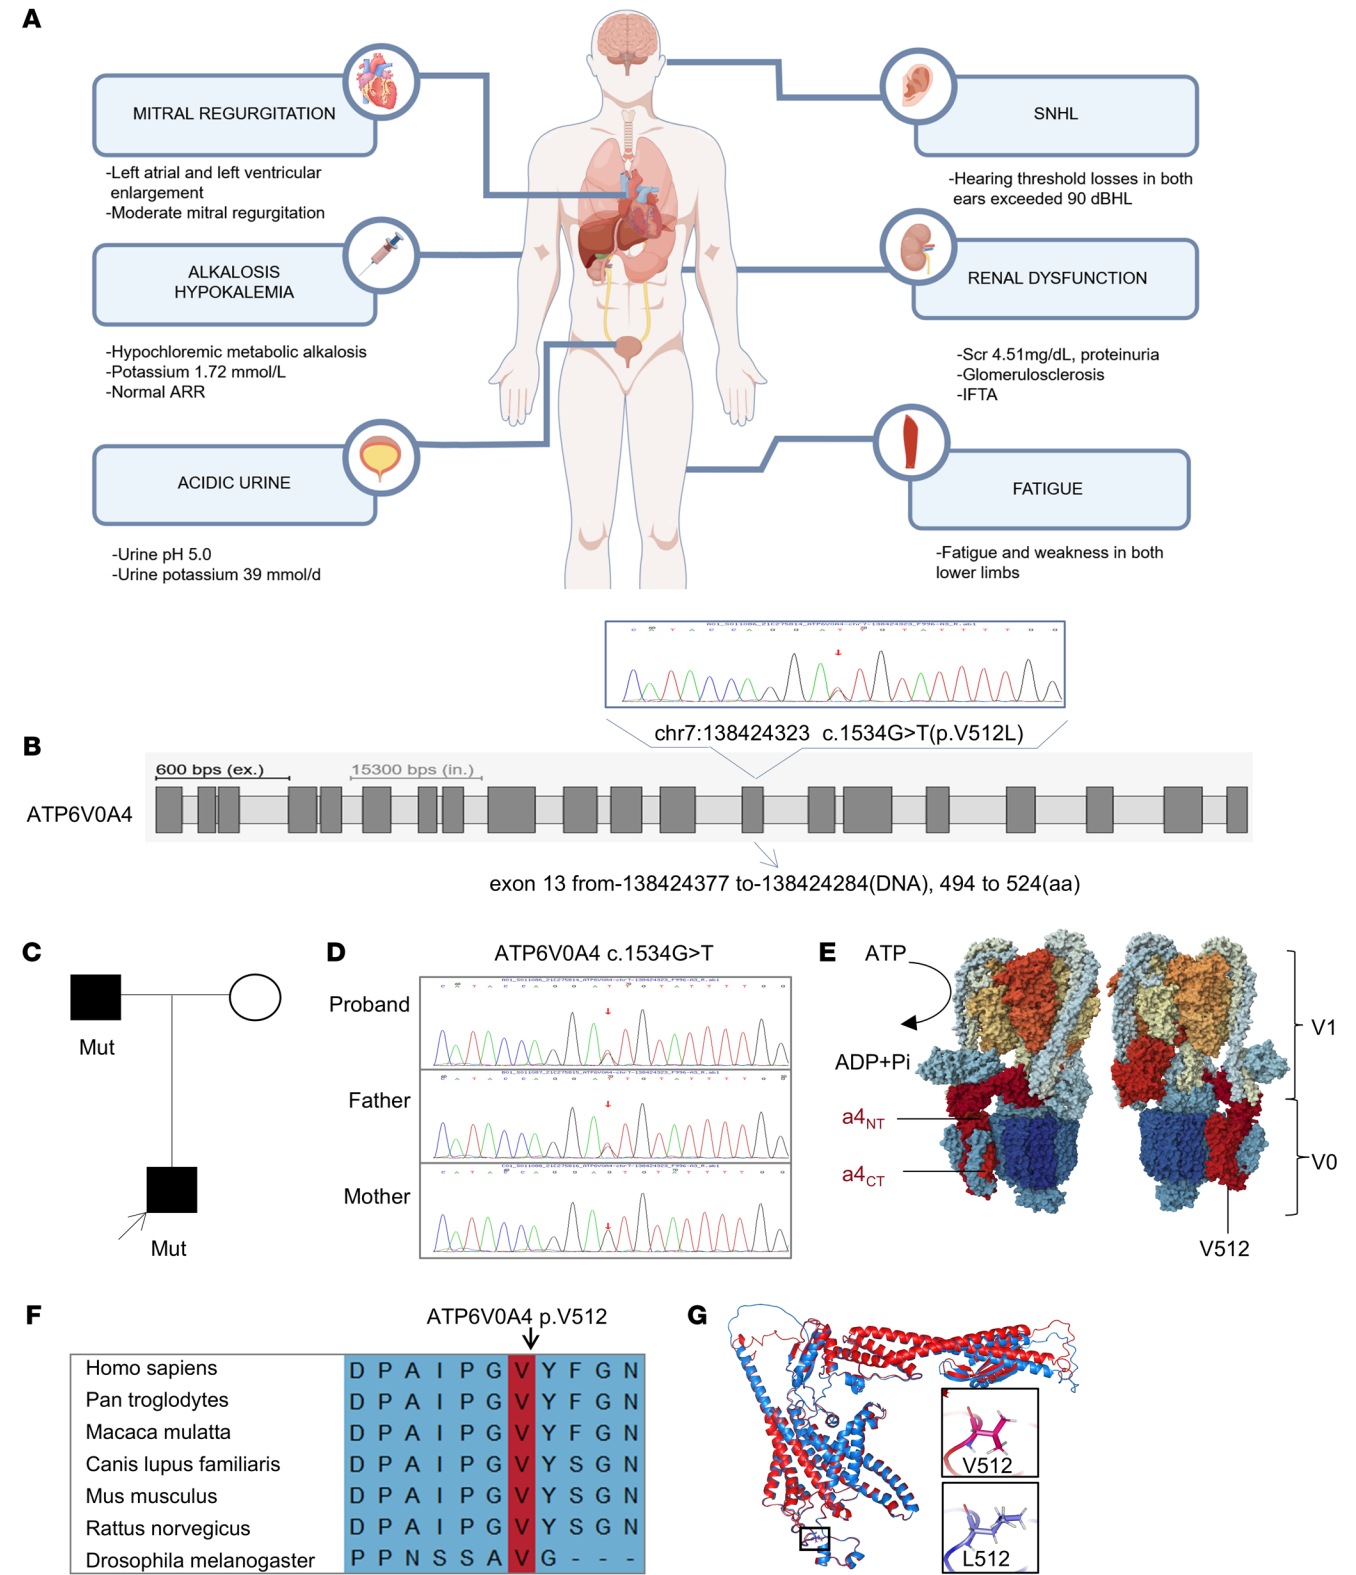 A
MITRAL REGURGITATION
-Left atrial and left ventricular
enlargement
-Moderate mitral regurgitation
ALKALOSIS
HYPOKALEMIA
-Hypochloremic metabolic alkalosis
-Potassium 1.72 mmol/L
-Normal ARR
ACIDIC URINE
-Urine pH 5.0
-Urine potassium 39 mmol/d
SNHL
-Hearing threshold losses in both
ears exceeded 90 dBHL
RENAL DYSFUNCTION
-Scr 4.51mg/dL, proteinuria
-Glomerulosclerosis
-IFTA
FATIGUE
-Fatigue and weakness in both
lower limbs
B
chr7:138424323 c.1534G>T(p.V512L)
600 bps (ex.)
15300 bps (in.)
ATP6V0A4
exon 13 from-138424377 to-138424284(DNA), 494 to 524(aa)
C
Mut
Mut
D
ATP6V0A4 c.1534G>T
Proband
Father
Mother
E
ATP
ADP+Pi
a4NT
a4CT
V1
V0
V512
F
ATP6V0A4 p.V512
Homo sapiens D P A I P G V Y F G N
Pan troglodytes D P A I P G V Y F G N
Macaca mulatta D P A I P G V Y F G N
Canis lupus familiaris D P A I P G V Y S G N
Mus musculus D P A I P G V Y S G N
Rattus norvegicus D P A I P G V Y S G N
Drosophila melanogaster P P N S S A V G - - -
G
V512
L512